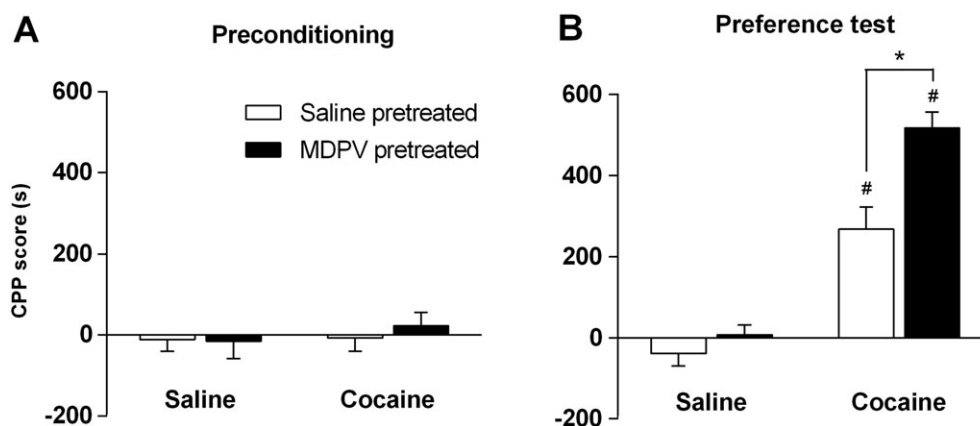 A
Preconditioning
600
400
200
0
-200
CPP score (s)
Saline pretreated
MDPV pretreated
Saline
Cocaine
B
Preference test
600
400
200
0
-200
*
#
#
Saline
Cocaine